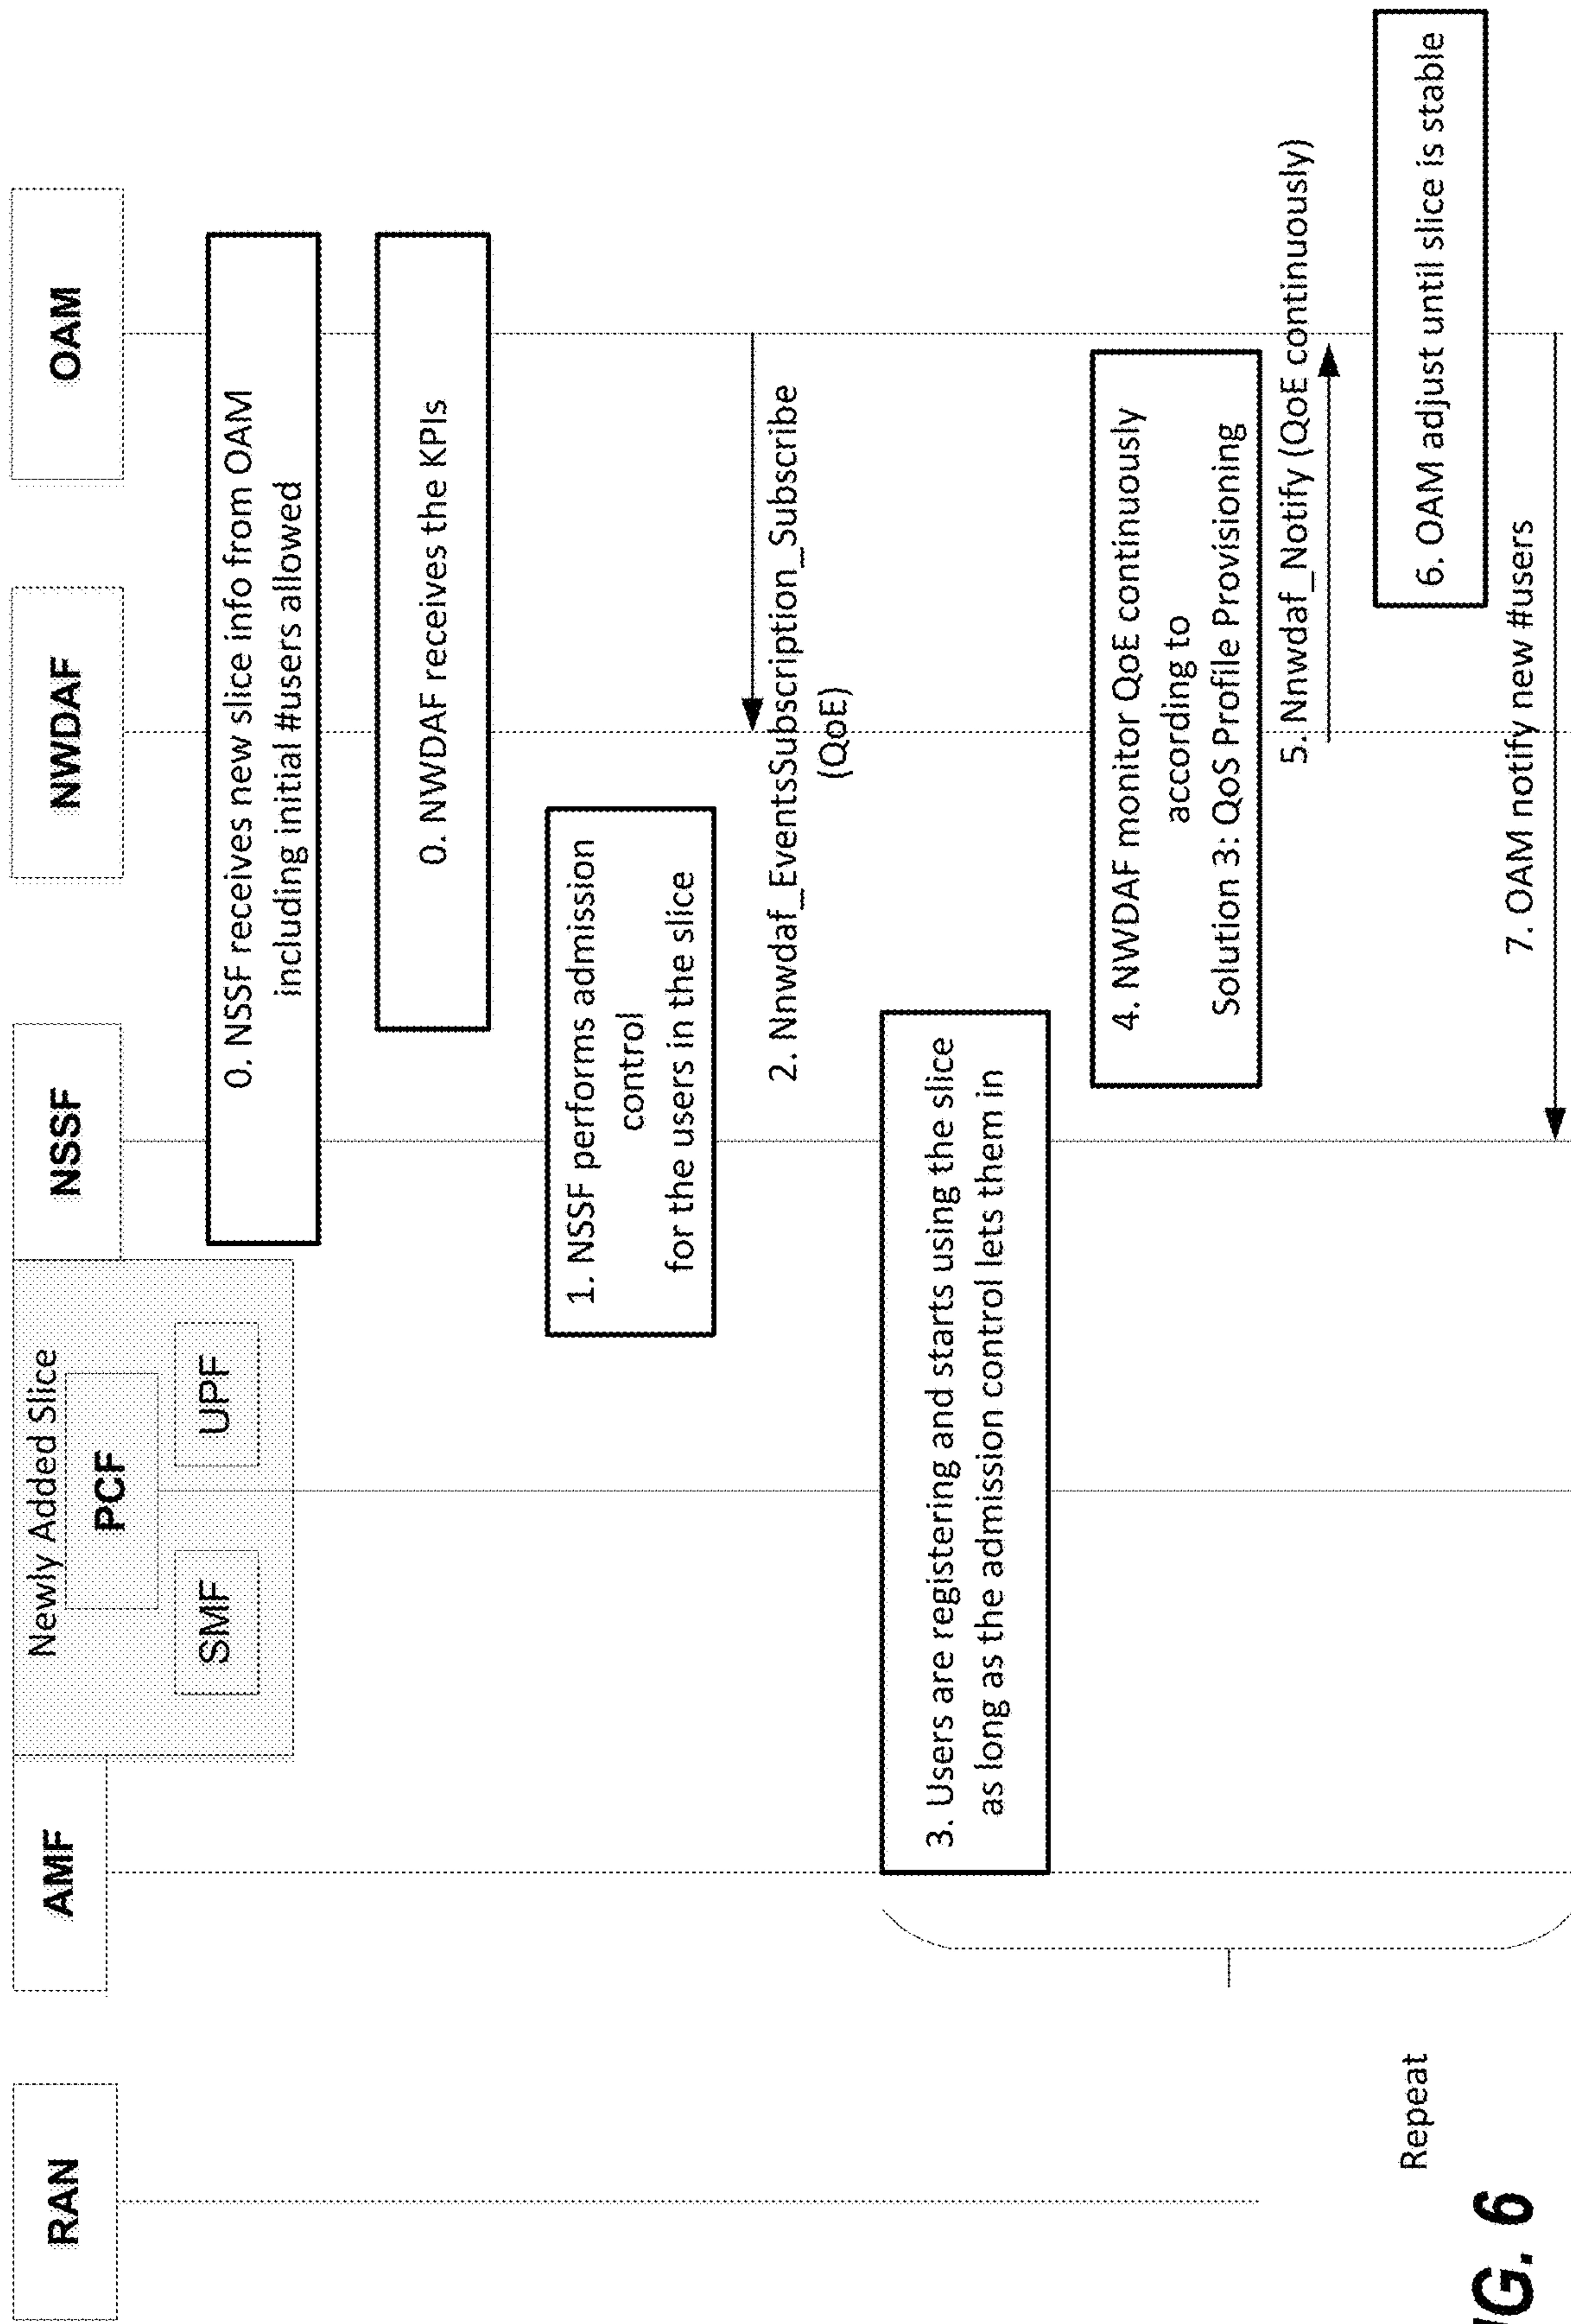 RAN
AMF
Newly Added Slice
PCF
SMF
UPF
NSSF
NWDAF
OAM
0. NSSF receives new slice info from OAM
including initial #users allowed
0. NWDAF receives the KPIs
1. NSSF performs admission
control
for the users in the slice
2. Nnwdaf_EventsSubscription_Subscribe
(QoE)
3. Users are registering and starts using the slice
as long as the admission control lets them in
4. NWDAF monitor QoE continuously
according to
Solution 3: QoS Profile Provisioning
5. Nnwdaf_Notify (QoE continuously)
6. OAM adjust until slice is stable
7. OAM notify new #users
Repeat
IG. 6